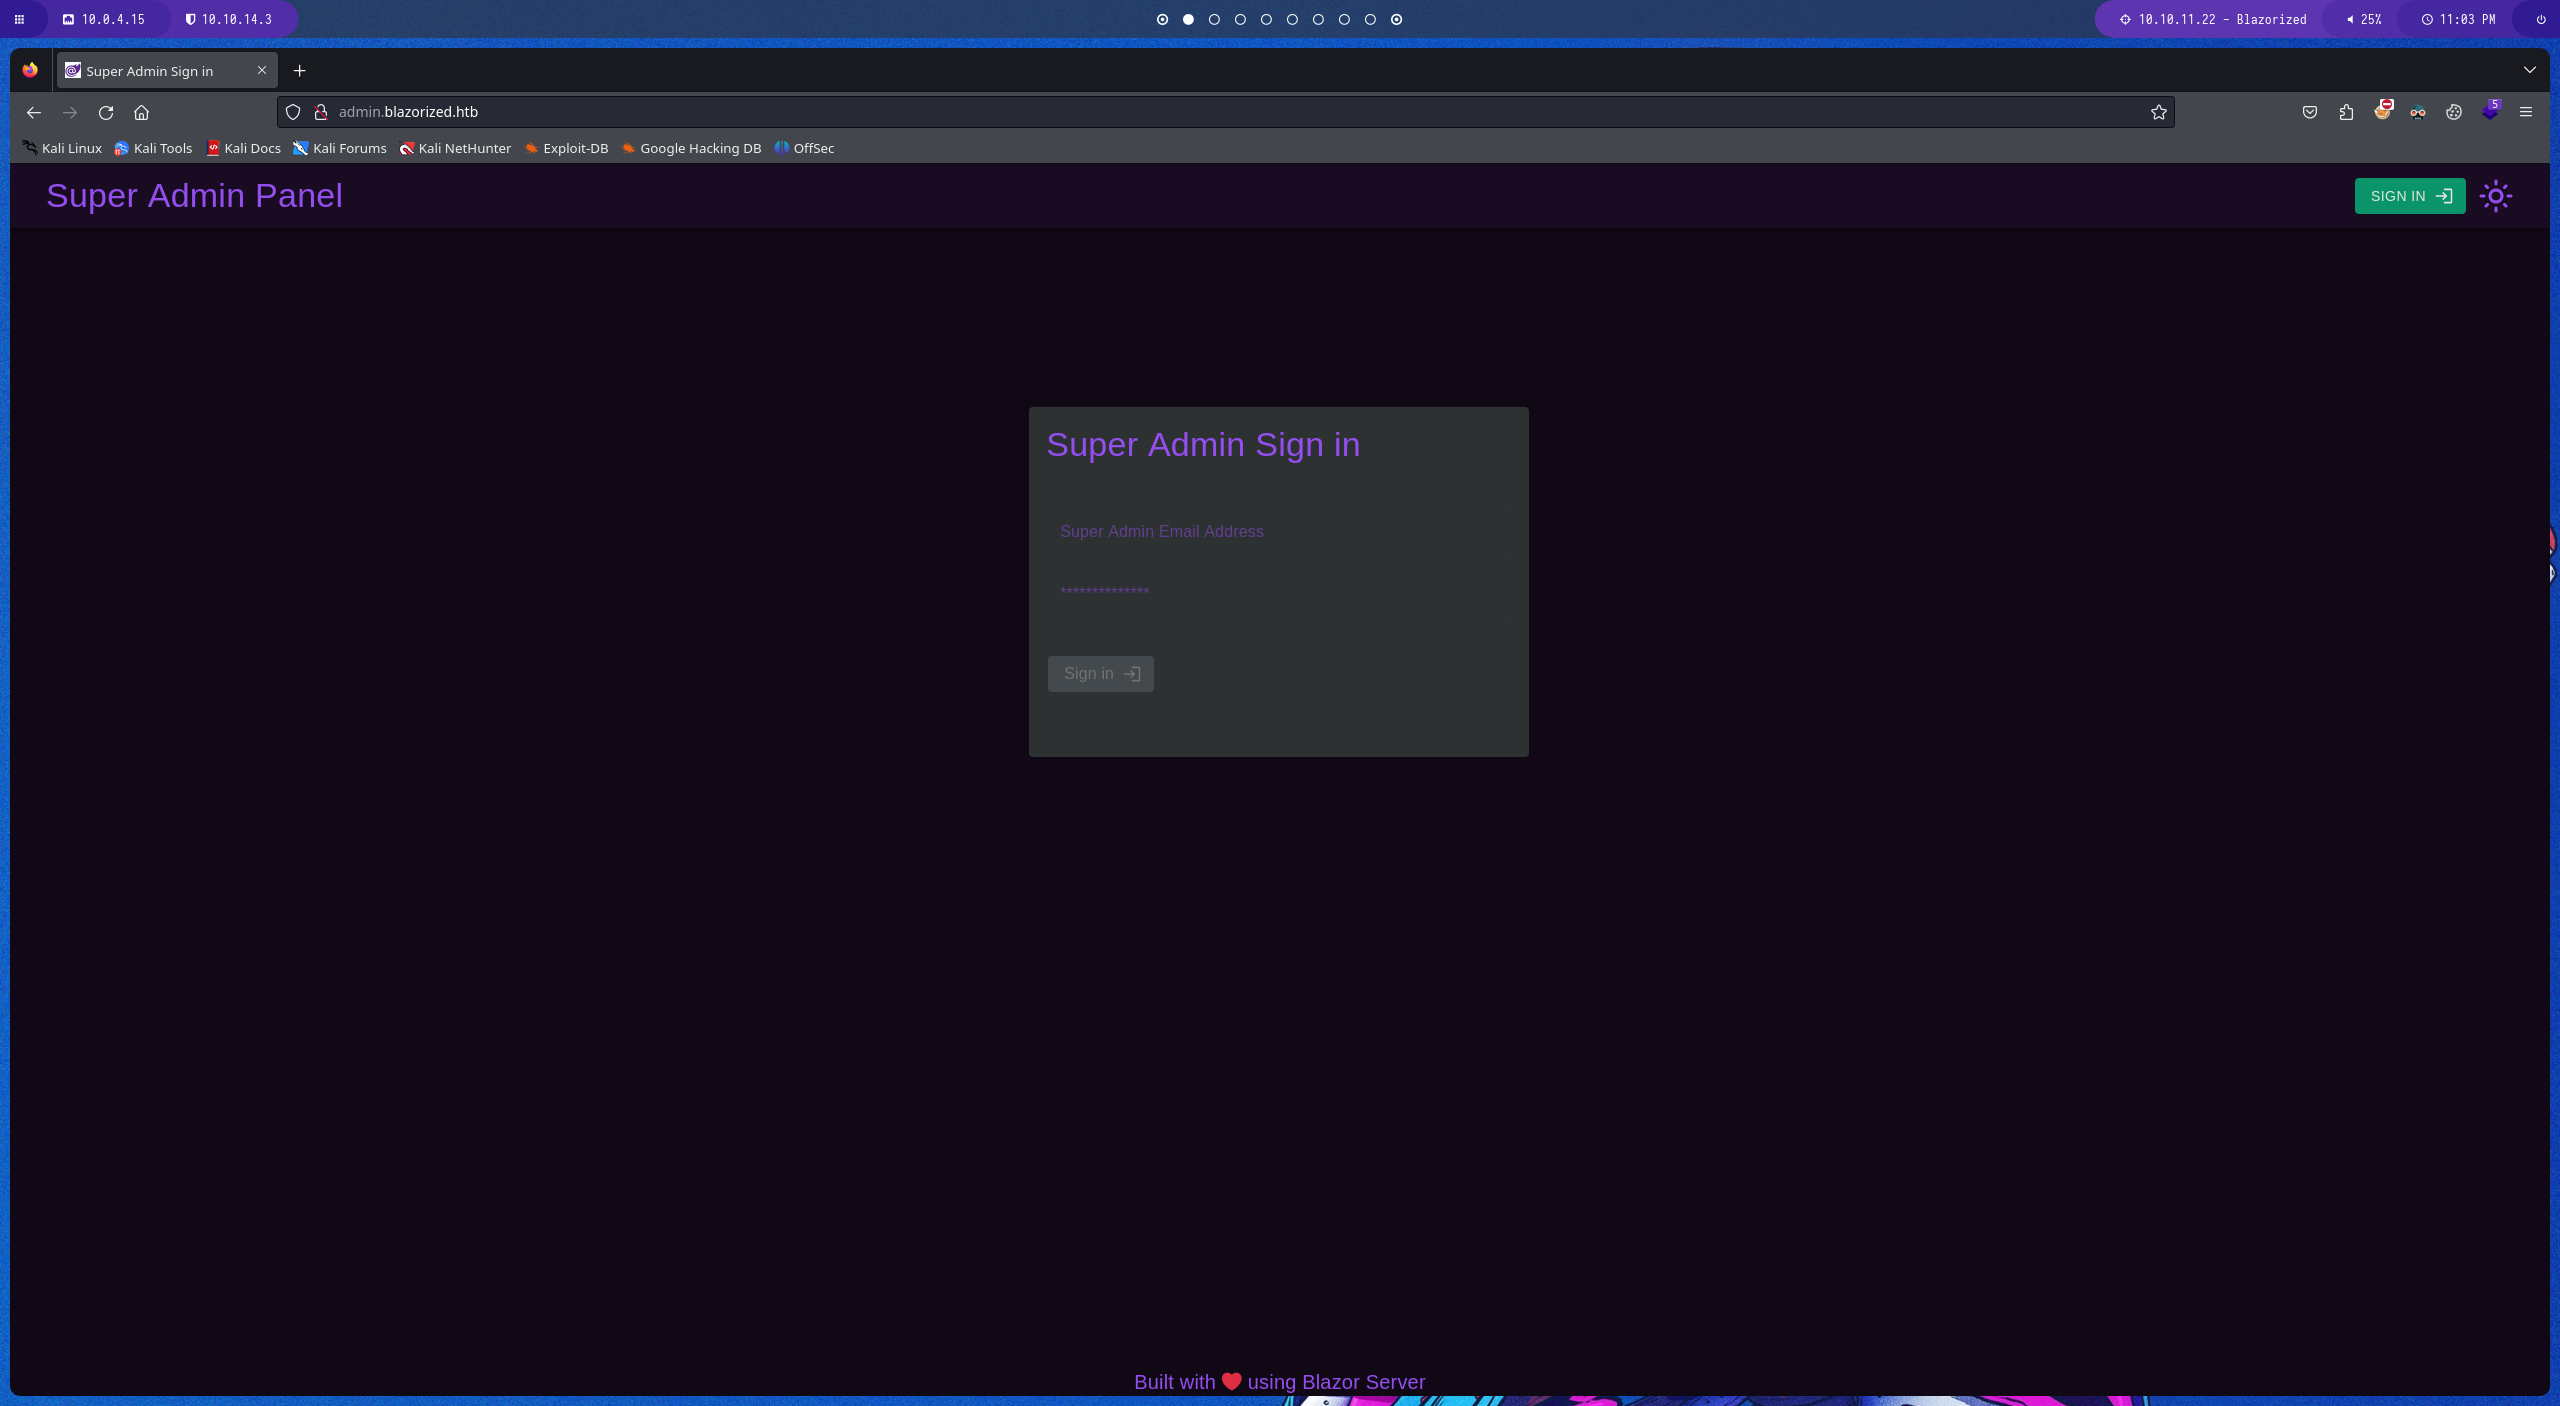 10.0.4.15 10.10.14.3 10.10.11.22 - Blazorized 25% 11:03 PM
Super Admin Sign in
admin.blazorized.htb 5
Kali Linux Kali Tools Kali Docs Kali Forums Kali NetHunter Exploit-DB Google Hacking DB OffSec
Super Admin Panel SIGN IN
Super Admin Sign in
Super Admin Email Address
**************
Sign in
Built with ❤ using Blazor Server